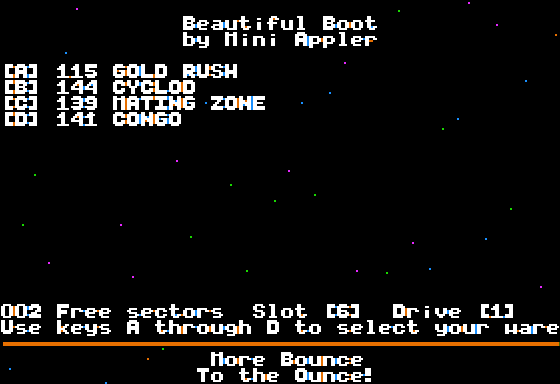 Beautiful Boot
by Mini Appler
[A] 115 GOLD RUSH
[B] 144 CYCLOD
[C] 139 MATING ZONE
[D] 141 CONGO
002 Free sectors  Slot [6]  Drive [1]
Use keys A through D to select your ware
More Bounce
To the Ounce!